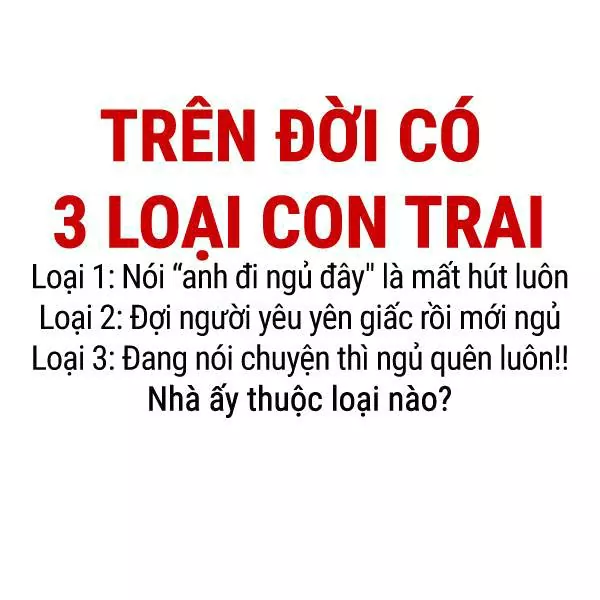 TRÊN ĐỜI CÓ
3 LOẠI CON TRAI
Loại 1: Nói “anh đi ngủ đây" là mất hút luôn
Loại 2: Đợi người yêu yên giấc rồi mới ngủ
Loại 3: Đang nói chuyện thì ngủ quên luôn!!
Nhà ấy thuộc loại nào?